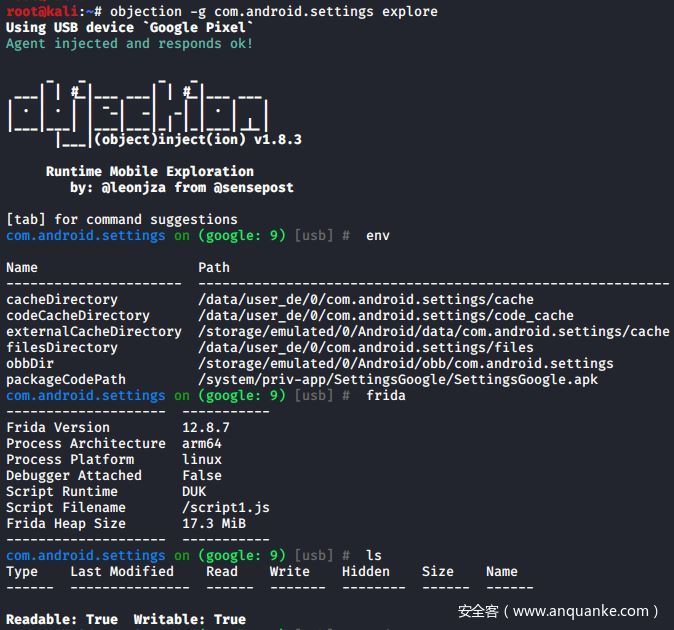 root@kali:~# objection -g com.android.settings explore
Using USB device `Google Pixel`
Agent injected and responds ok!
|___|(object)inject(ion) v1.8.3
Runtime Mobile Exploration
by: @leonjza from @sensepost
[tab] for command suggestions
com.android.settings on (google: 9) [usb] # env
Name Path
---------------------- ------------------------------------------------------------
cacheDirectory /data/user_de/0/com.android.settings/cache
codeCacheDirectory /data/user_de/0/com.android.settings/code_cache
externalCacheDirectory /storage/emulated/0/Android/data/com.android.settings/cache
filesDirectory /data/user_de/0/com.android.settings/files
obbDir /storage/emulated/0/Android/obb/com.android.settings
packageCodePath /system/priv-app/SettingsGoogle/SettingsGoogle.apk
com.android.settings on (google: 9) [usb] # frida
-------------------- -----------
Frida Version 12.8.7
Process Architecture arm64
Process Platform linux
Debugger Attached False
Script Runtime DUK
Script Filename /script1.js
Frida Heap Size 17.3 MiB
-------------------- -----------
com.android.settings on (google: 9) [usb] # ls
Type Last Modified Read Write Hidden Size Name
------ --------------- ------ ------- -------- ------ ------
Readable: True Writable: True
安全客（www.anquanke.com）